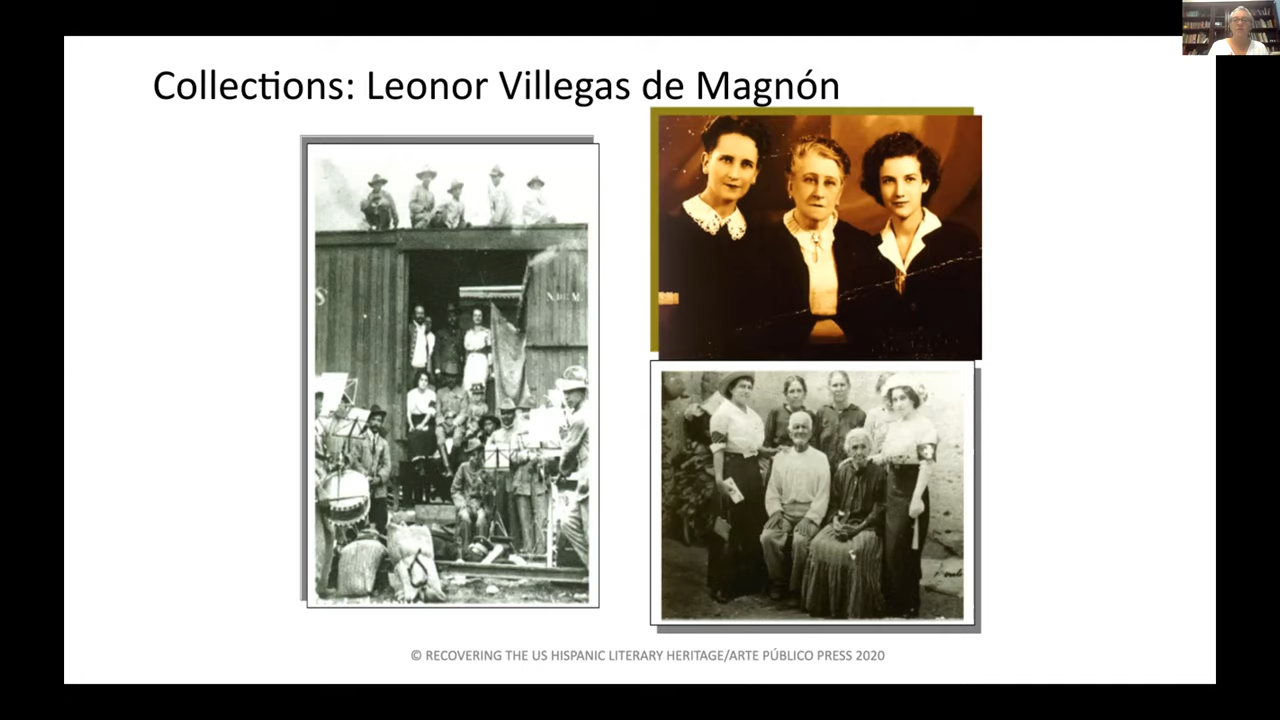 Collections: Leonor Villegas de Magnón
© RECOVERING THE US HISPANIC LITERARY HERITAGE/ARTE PÚBLICO PRESS 2020